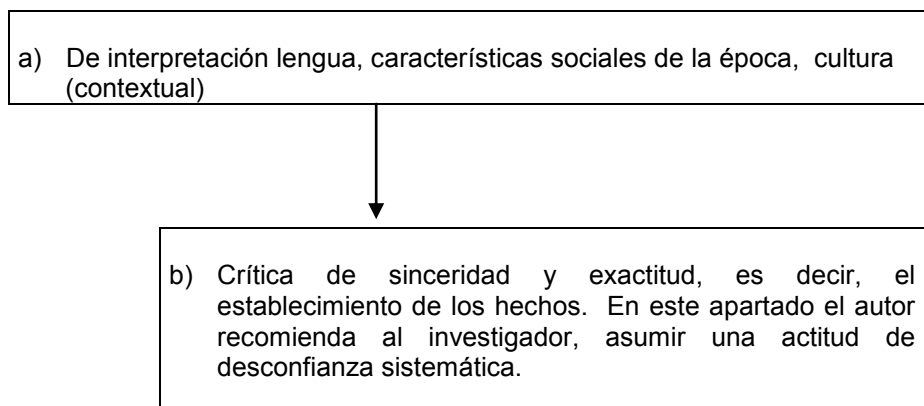 a) De interpretación lengua, características sociales de la época, cultura
(contextual)
b) Crítica de sinceridad y exactitud, es decir, el
establecimiento de los hechos. En este apartado el autor
recomienda al investigador, asumir una actitud de
desconfianza sistemática.